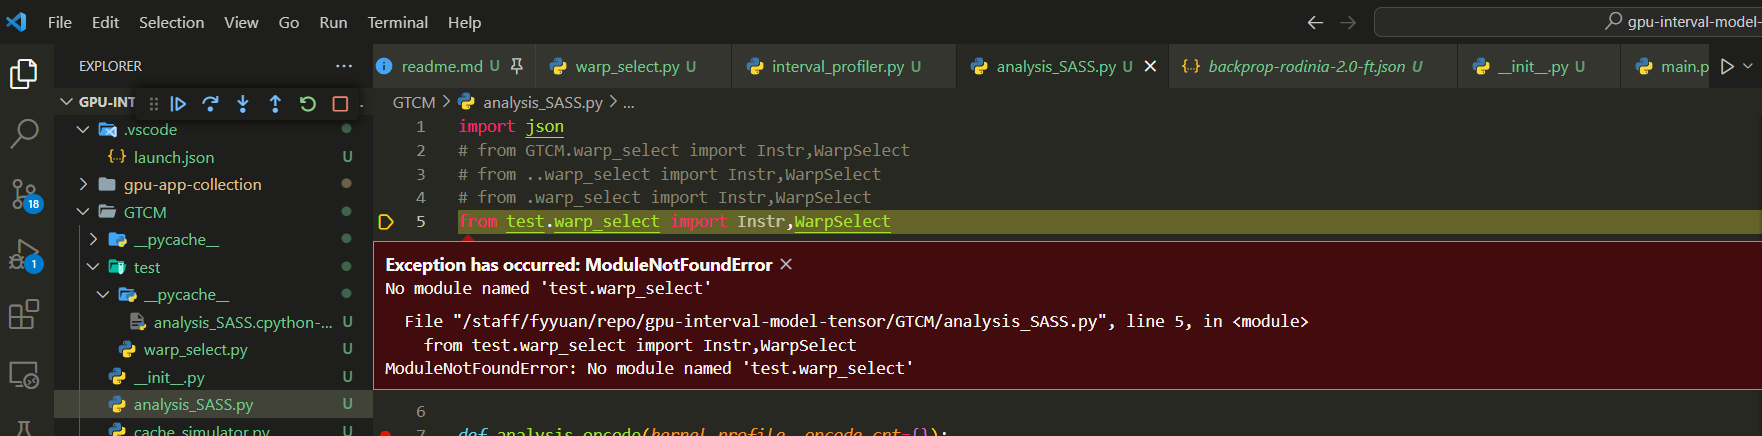 File Edit Selection View Go Run Terminal Help
gpu-interval-model-
EXPLORER
readme.md U
warp_select.py U
interval_profiler.py U
analysis_SASS.py U
{..} backprop-rodinia-2.0-ft.json U
__init__.py U
main.p
GPU-INT
GTCM > analysis_SASS.py > ...
.vscode
{..} launch.json U
gpu-app-collection
18
GTCM
__pycache__
1
test
__pycache__
analysis_SASS.cpython-... U
warp_select.py U
__init__.py U
analysis_SASS.py U
cache_simulator.py U
1 import json
2 # from GTCM.warp_select import Instr,WarpSelect
3 # from ..warp_select import Instr,WarpSelect
4 # from .warp_select import Instr,WarpSelect
5 from test.warp_select import Instr,WarpSelect
Exception has occurred: ModuleNotFoundError
No module named 'test.warp_select'
File "/staff/fyyuan/repo/gpu-interval-model-tensor/GTCM/analysis_SASS.py", line 5, in <module>
from test.warp_select import Instr,WarpSelect
ModuleNotFoundError: No module named 'test.warp_select'
6
7 def analysis_opcode(kernel_profile, opcode_cnt={}):